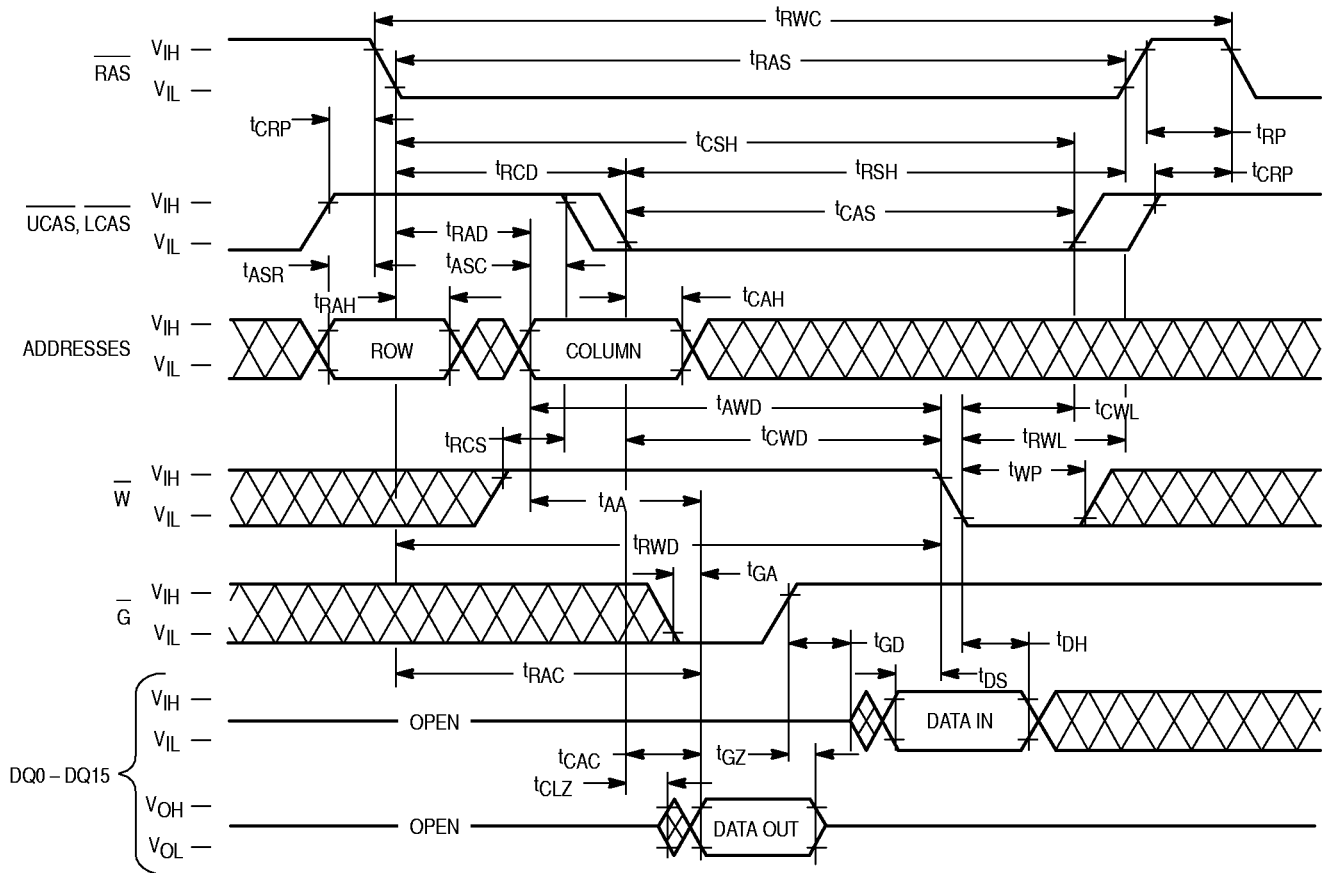 tRWC
VIH
RAS
tRAS
VIL
tCRP
tRP
tCSH
tRCD
tRSH
tCRP
VIH
UCAS, LCAS
tCAS
VIL
tRAD
tASR
tASC
tRAH
tCAH
VIH
ADDRESSES
ROW
COLUMN
VIL
tAWD
tCWL
tRCS
tCWD
tRWL
VIH
W
tWP
VIL
tAA
tRWD
tGA
VIH
G
VIL
tGD
tDH
tRAC
tDS
VIH
OPEN
DATA IN
VIL
tCAC
tGZ
DQ0 – DQ15
tCLZ
VOH
OPEN
DATA OUT
VOL